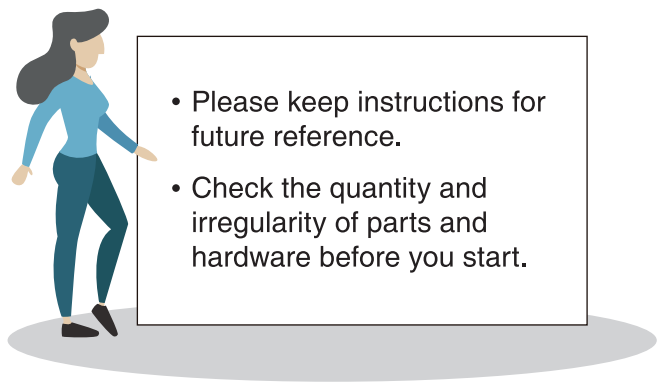 • Please keep instructions for
future reference.
• Check the quantity and
irregularity of parts and
hardware before you start.